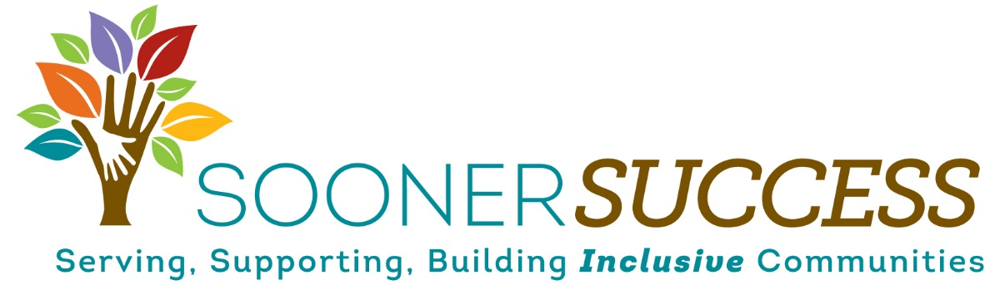 SOONERSUCCESS
Serving, Supporting, Building Inclusive Communities